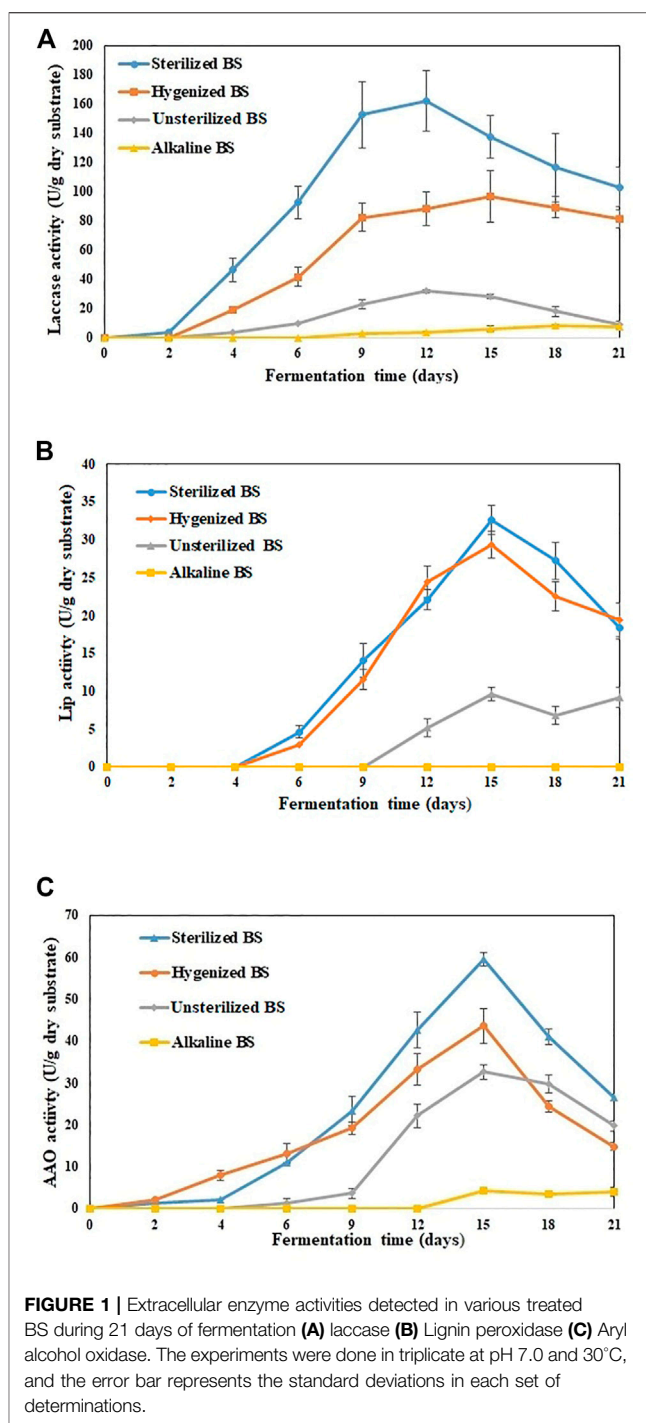 A
200
180
160
140
120
100
80
60
40
20
0
Laccase activity (U/g dry substrate)
Sterilized BS
Hygenized BS
Unsterilized BS
Alkaline BS
0 2 4 6 9 12 15 18 21
Fermentation time (days)
B
40
35
30
25
20
15
10
5
0
Lip actiivty (U/g dry substrate)
Sterilized BS
Hygenized BS
Unsterilized BS
Alkaline BS
0 2 4 6 9 12 15 18 21
Fermentation time (days)
C
70
60
50
40
30
20
10
0
AAO actiivty (U/g dry substrate)
Sterilized BS
Hygenized BS
Unsterilized BS
Alkaline BS
0 2 4 6 9 12 15 18 21
Fermentation time (days)
FIGURE 1 | Extracellular enzyme activities detected in various treated
BS during 21 days of fermentation (A) laccase (B) Lignin peroxidase (C) Aryl
alcohol oxidase. The experiments were done in triplicate at pH 7.0 and 30°C,
and the error bar represents the standard deviations in each set of
determinations.